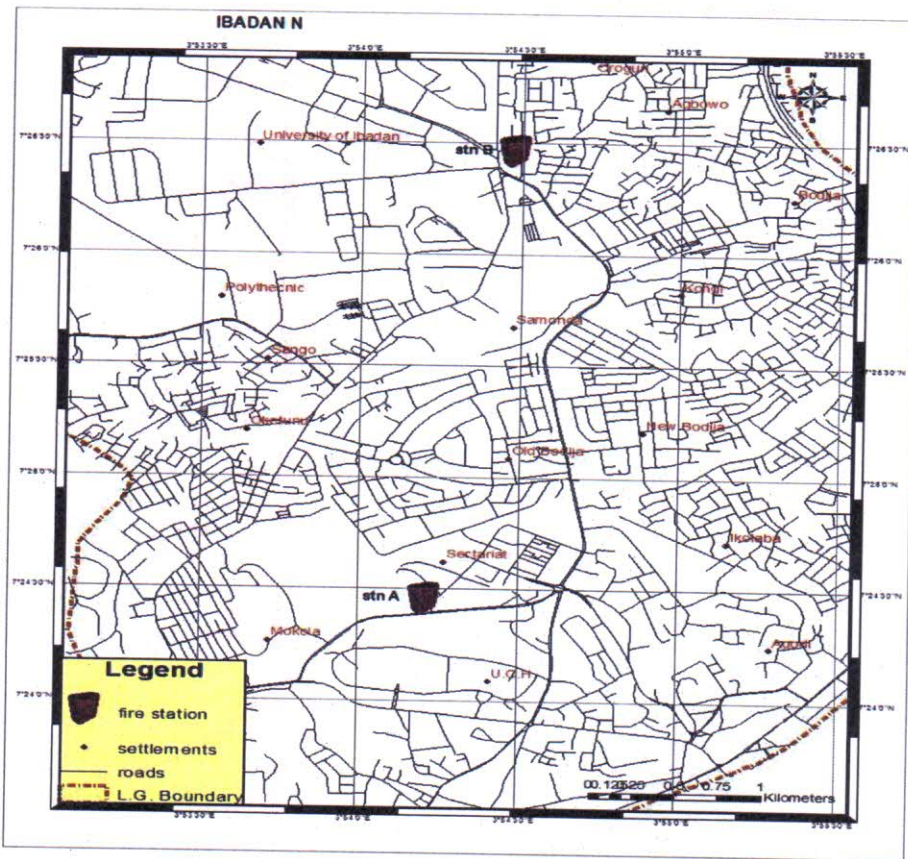 IBADAN N
3°53'30"E 3°54'0"E 3°54'30"E 3°55'0"E 3°55'30"E
Orogun
N
Agbowo
7°26'30"N University of Ibadan stn B 7°26'30"N
Bodija
7°26'0"N 7°26'0"N
Polythecnic Kongi
Samonda
7°25'30"N Sango 7°25'30"N
New Bodija
Old Bodija
7°25'0"N 7°25'0"N
Ikolaba
Sectariat
7°24'30"N 7°24'30"N
stn A
Mokola
Agodi
Legend
U.C.H
7°24'0"N 7°24'0"N
fire station
settlements
roads
L.G. Boundary
0.75 1
Kilometers
3°53'30"E 3°54'0"E 3°54'30"E 3°55'0"E 3°55'30"E